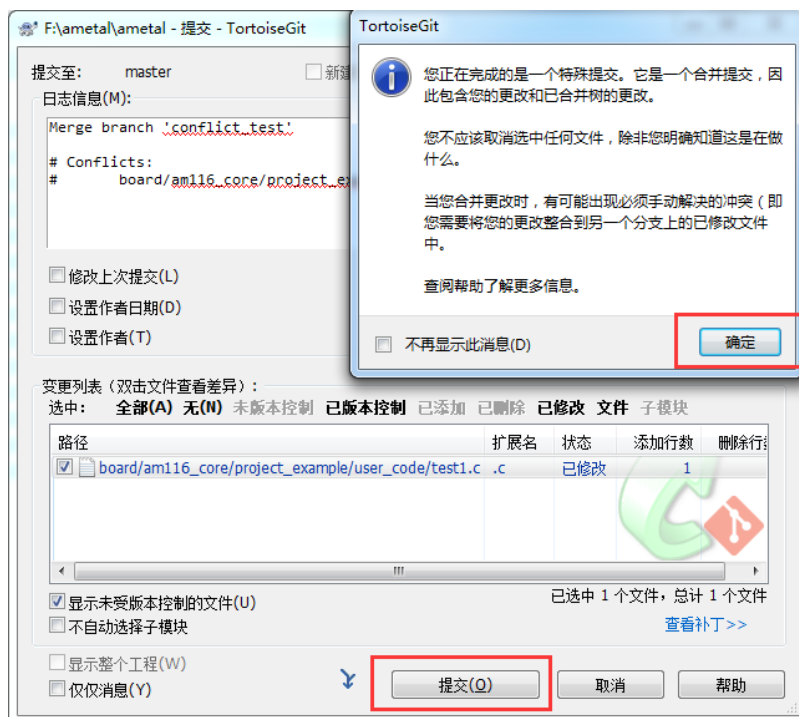 F:\ametal\ametal - 提交 - TortoiseGit
提交至: master
新建
日志信息(M):
Merge branch 'conflict_test'
# Conflicts:
# board/am116_core/project_ex
修改上次提交(L)
设置作者日期(D)
设置作者(T)
TortoiseGit
您正在完成的是一个特殊提交。它是一个合并提交，因
此包含您的更改和已合并树的更改。
您不应该取消选中任何文件，除非您明确知道这是在做
什么。
当您合并更改时，有可能出现必须手动解决的冲突（即
您需要将您的更改整合到另一个分支上的已修改文件
中。
查阅帮助了解更多信息。
不再显示此消息(D)
确定
变更列表（双击文件查看差异）:
选中: 全部(A) 无(N) 未版本控制 已版本控制 已添加 已删除 已修改 文件 子模块
路径 扩展名 状态 添加行数 删除行
board/am116_core/project_example/user_code/test1.c .c 已修改 1
显示未受版本控制的文件(U)
已选中 1 个文件，总计 1 个文件
不自动选择子模块
查看补丁>>
显示整个工程(W)
仅仅消息(Y)
提交(O)
取消
帮助